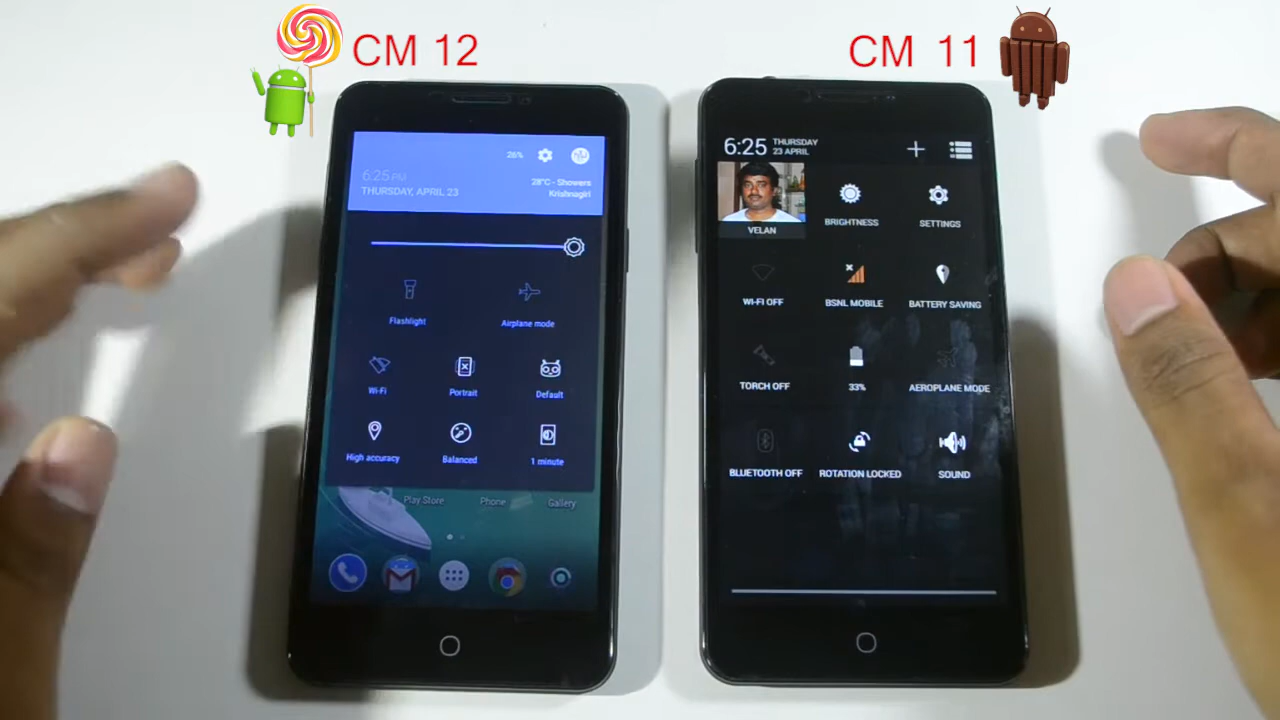 CM 12
CM 11
26%
6:25 PM
THURSDAY, APRIL 23
28°C - Showers
Krishnagiri
Flashlight
Airplane mode
Wi-Fi
Portrait
Default
High accuracy
Balanced
1 minute
Play Store
Phone
Gallery
6:25
THURSDAY
23 APRIL
VELAN
BRIGHTNESS
SETTINGS
WI-FI OFF
BSNL MOBILE
BATTERY SAVING
TORCH OFF
33%
AEROPLANE MODE
BLUETOOTH OFF
ROTATION LOCKED
SOUND